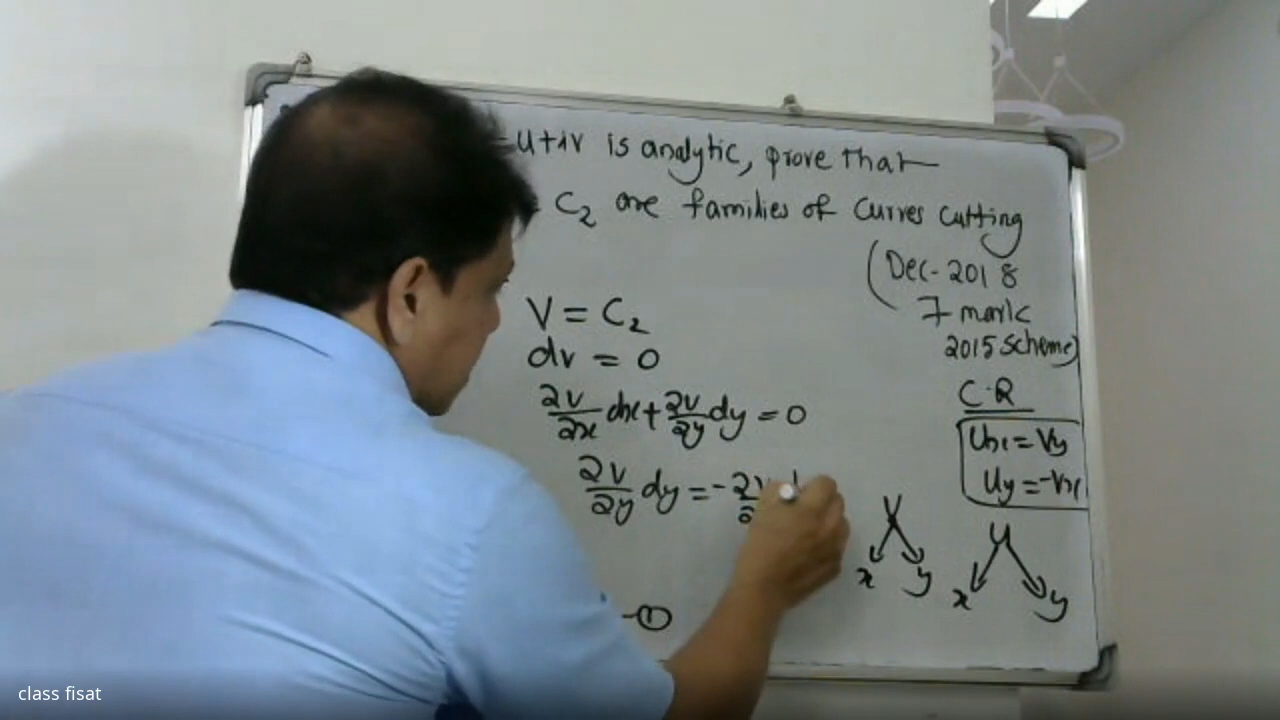 =u+iv is analytic, prove that
C₂ are families of curves cutting
(Dec-2018
7 mark
2015 scheme)
V = C₂
dv = 0
∂v/∂x dx + ∂v/∂y dy = 0
∂v/∂y dy = -∂v
C.R
Ux = Vy
Uy = -Vx
V
x y
U
x y
-①
class fisat